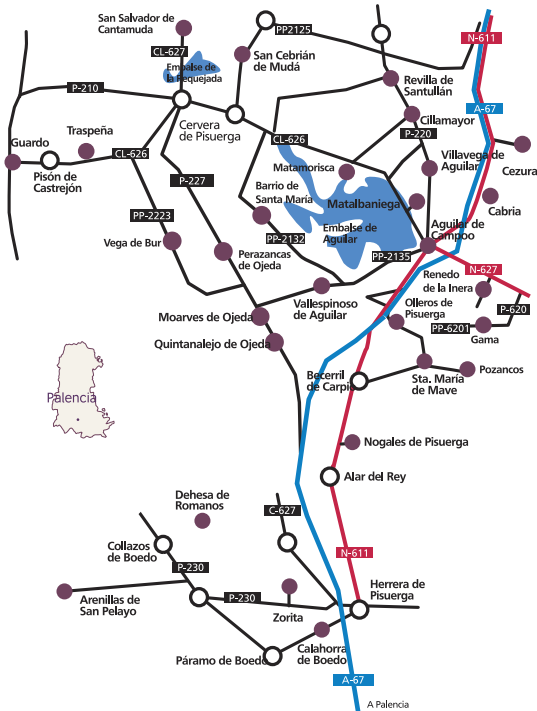 San Salvador de
Cantamuda
PP2125
N-611
CL-627
San Cebrián
de Mudá
Embalse de
la Requejada
Revilla de
Santullán
P-210
A-67
Cillamayor
Cervera
de Pisuerga
Traspeña
Guardo
CL-626
P-220
CL-626
Pisón de
Castrejón
Matamorisca
Villavega de
Aguilar
Cezura
P-227
Barrio de
Santa María
Matalbaniega
Cabria
PP-2223
Embalse de
Aguilar
Aguilar de
Campoo
Vega de Bur
PP-2132
Perazancas
de Ojeda
PP-2135
N-627
Renedo
de la Inera
Vallespinoso
de Aguilar
Olleros de
Pisuerga
P-620
Moarves de Ojeda
PP-6201
Gama
Quintanalejo de Ojeda
Becerril
de Carpio
Sta. María
de Mave
Pozancos
Palencia
Nogales de Pisuerga
Alar del Rey
Dehesa de
Romanos
C-627
Collazos
de Boedo
N-611
P-230
Arenillas de
San Pelayo
P-230
Herrera de
Pisuerga
Zorita
Páramo de Boedo
Calahorra
de Boedo
A-67
A Palencia